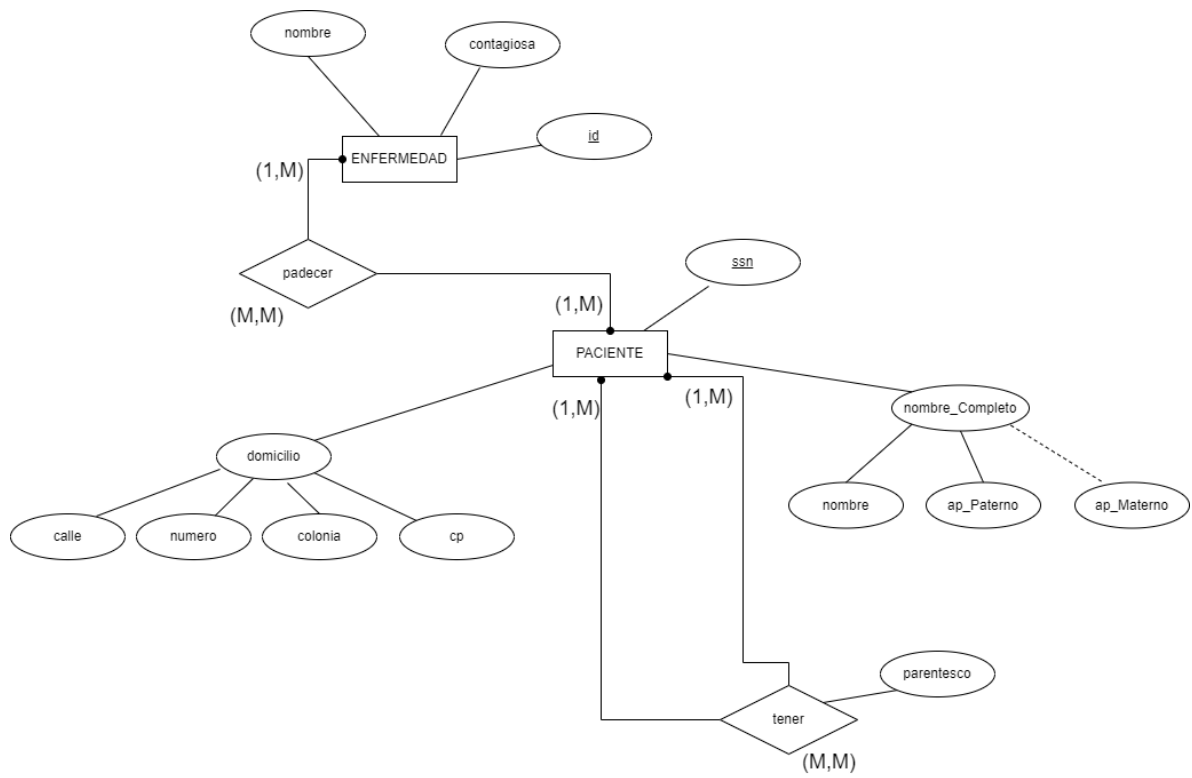 nombre
contagiosa
id
ENFERMEDAD
(1,M)
padecer
(M,M)
ssn
(1,M)
PACIENTE
(1,M)
(1,M)
nombre_Completo
domicilio
nombre
ap_Paterno
ap_Materno
calle
numero
colonia
cp
parentesco
tener
(M,M)